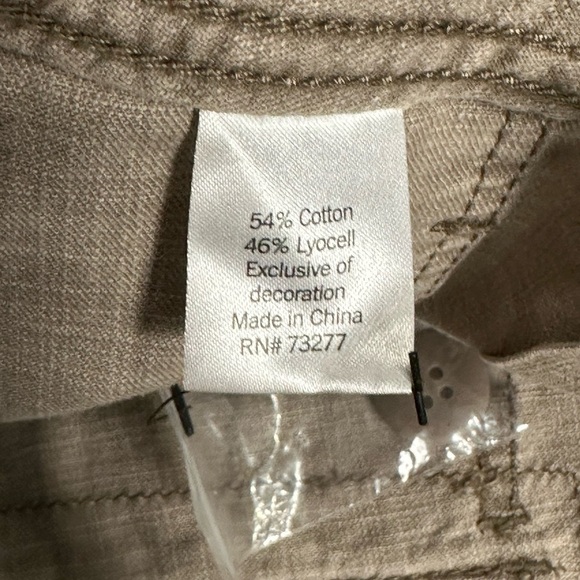 54% Cotton
46% Lyocell
Exclusive of
decoration
Made in China
RN# 73277